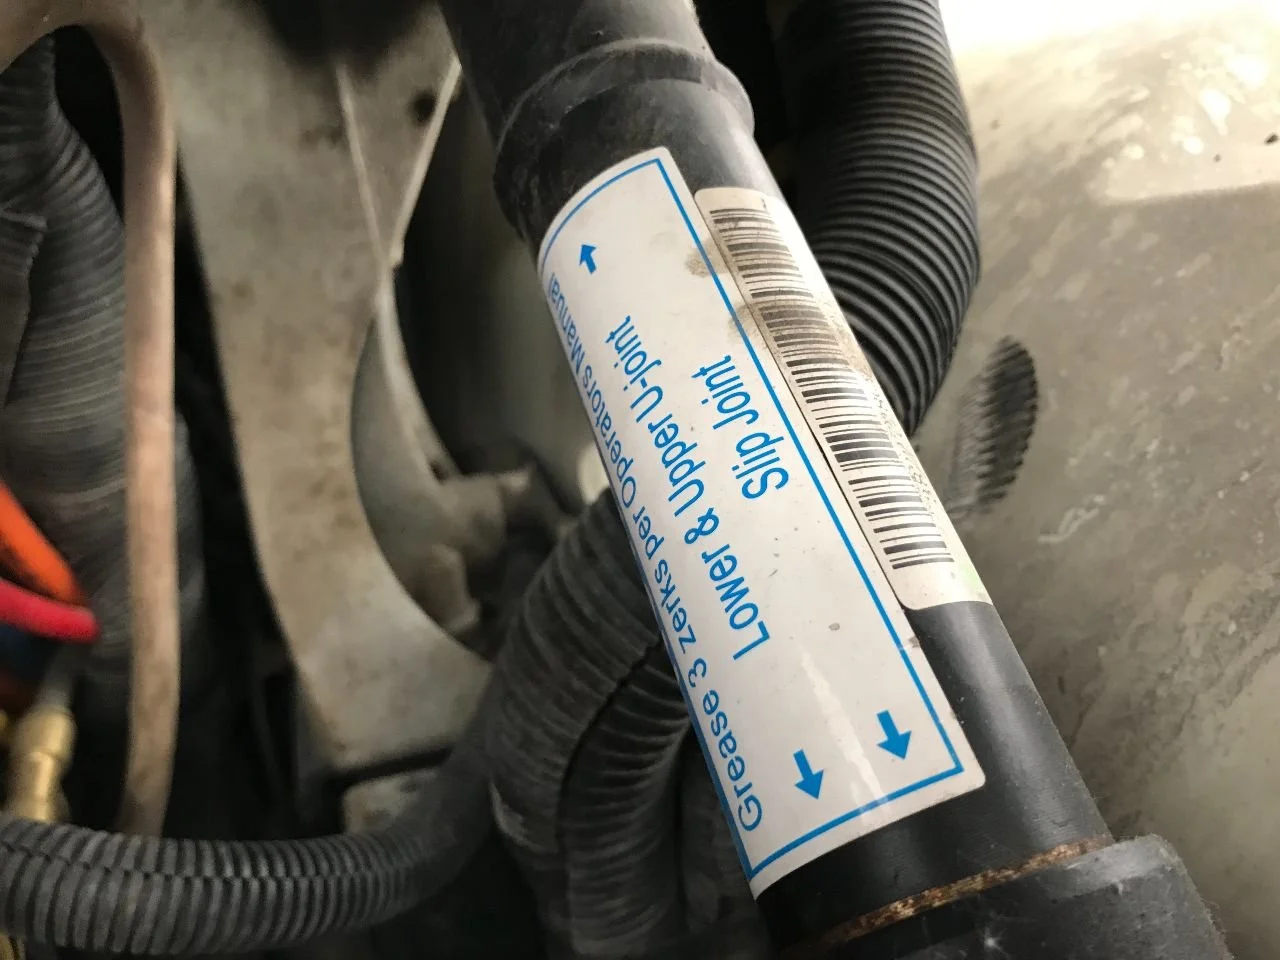 Grease 3 zerks per Operators Manual
Lower & Upper U-joint
Slip Joint